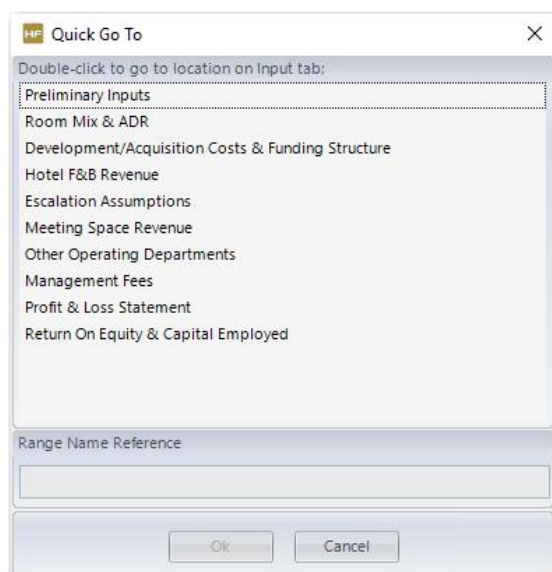 HF Quick Go To
Double-click to go to location on Input tab:
Preliminary Inputs
Room Mix & ADR
Development/Acquisition Costs & Funding Structure
Hotel F&B Revenue
Escalation Assumptions
Meeting Space Revenue
Other Operating Departments
Management Fees
Profit & Loss Statement
Return On Equity & Capital Employed
Range Name Reference
Ok Cancel